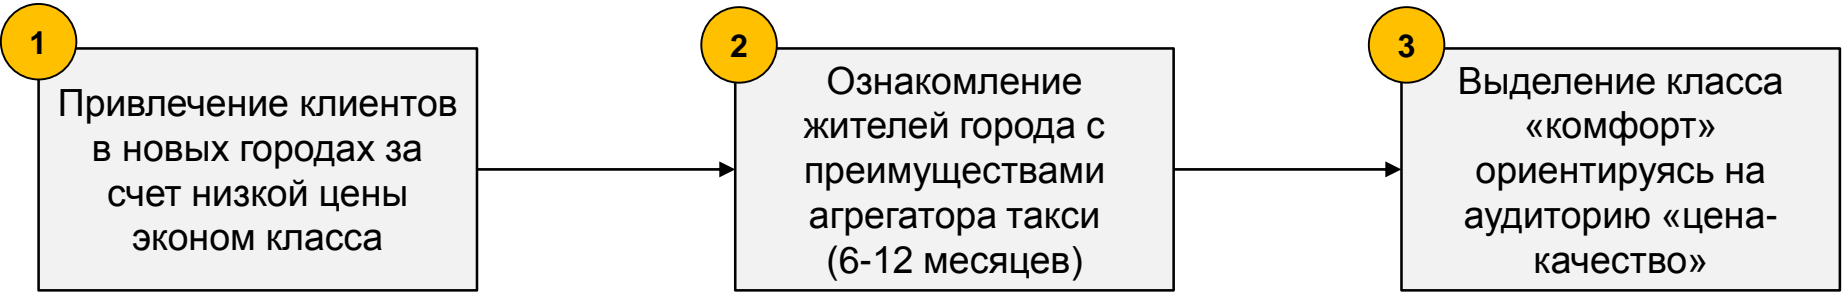 1
Привлечение клиентов
в новых городах за
счет низкой цены
эконом класса
2
Ознакомление
жителей города с
преимуществами
агрегатора такси
(6-12 месяцев)
3
Выделение класса
«комфорт»
ориентируясь на
аудиторию «цена-
качество»